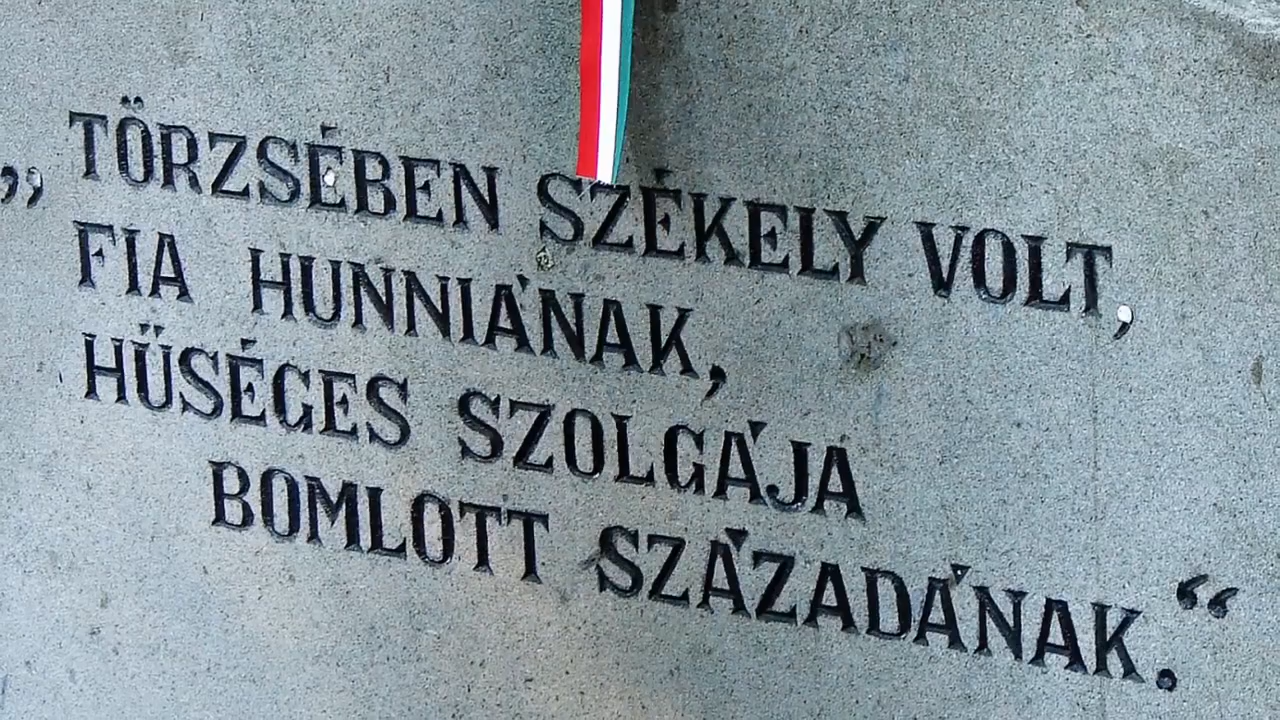 „TÖRZSÉBEN SZÉKELY VOLT,
FIA HUNNIÁNAK,
HŰSÉGES SZOLGÁJA
BOMLOTT SZÁZADÁNAK.“